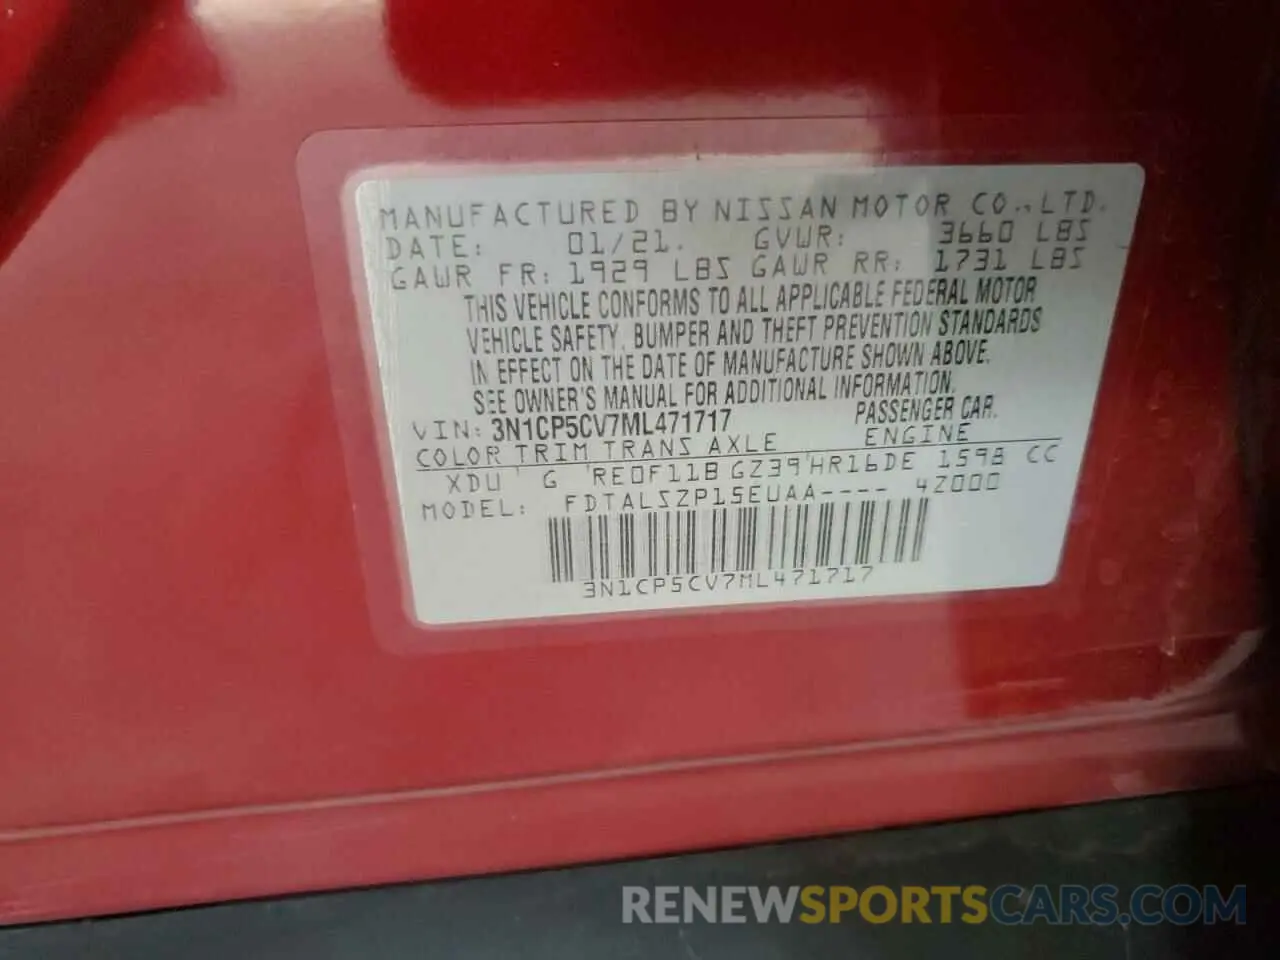 MANUFACTURED BY NISSAN MOTOR CO., LTD.
DATE: 01/21. GVWR: 3660 LBS
GAWR FR: 1929 LBS GAWR RR: 1731 LBS
THIS VEHICLE CONFORMS TO ALL APPLICABLE FEDERAL MOTOR
VEHICLE SAFETY, BUMPER AND THEFT PREVENTION STANDARDS
IN EFFECT ON THE DATE OF MANUFACTURE SHOWN ABOVE.
SEE OWNER'S MANUAL FOR ADDITIONAL INFORMATION.
VIN: 3N1CP5CV7ML471717 PASSENGER CAR.
COLOR TRIM TRANS AXLE ENGINE
XDU G RE0F11B GZ39 HR16DE 1598 CC
MODEL: FDTALSZP15EUAA---- 4Z000
3N1CP5CV7ML471717
RENEWSPORTSCARS.COM